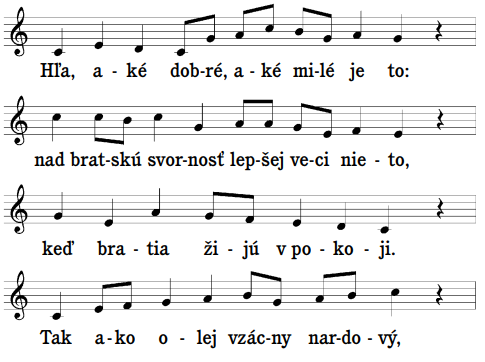 Hľa, a - ké dob-ré, a - ké mi-lé je to:
nad brat-skú svor-nosť lep-šej ve-ci nie - to,
keď bra - tia ži - jú v po - ko - ji.
Tak a-ko o - lej vzác-ny nar-do-vý,